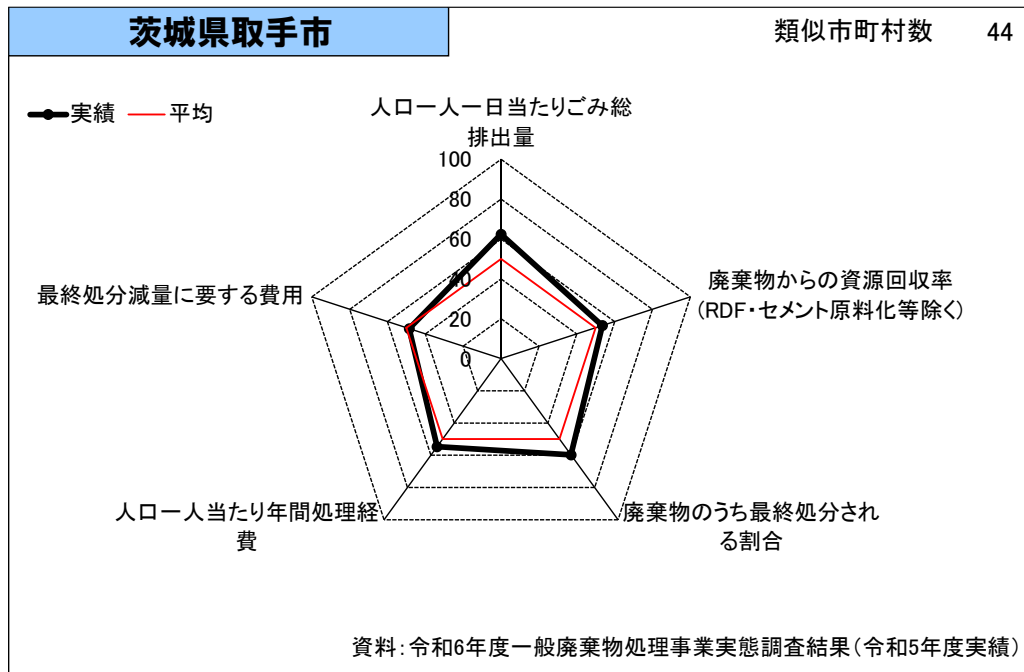 茨城県取手市
類似市町村数 44
実績 平均
人口一人一日当たりごみ総
排出量
100
80
60
40
20
0
廃棄物からの資源回収率
(RDF・セメント原料化等除く)
最終処分減量に要する費用
人口一人当たり年間処理経
費
廃棄物のうち最終処分され
る割合
資料:令和6年度一般廃棄物処理事業実態調査結果(令和5年度実績)